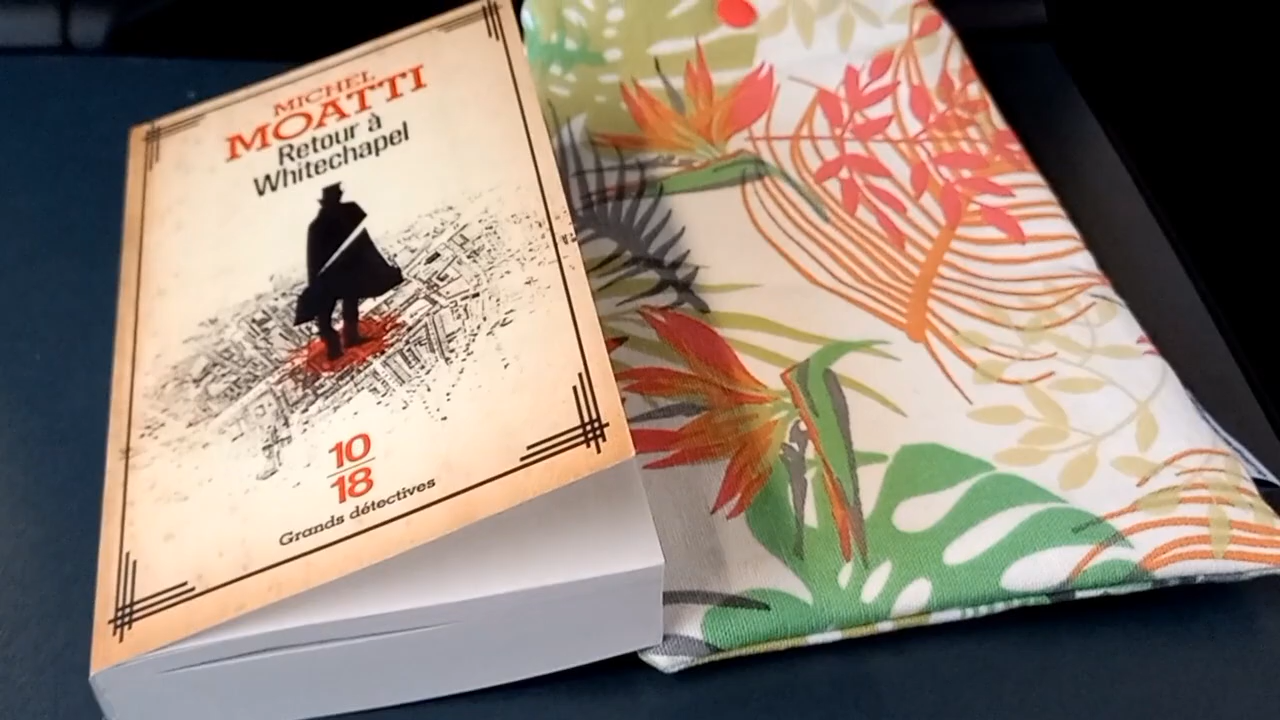 MICHEL
MOATTI
Retour à
Whitechapel
10
18
Grands détectives